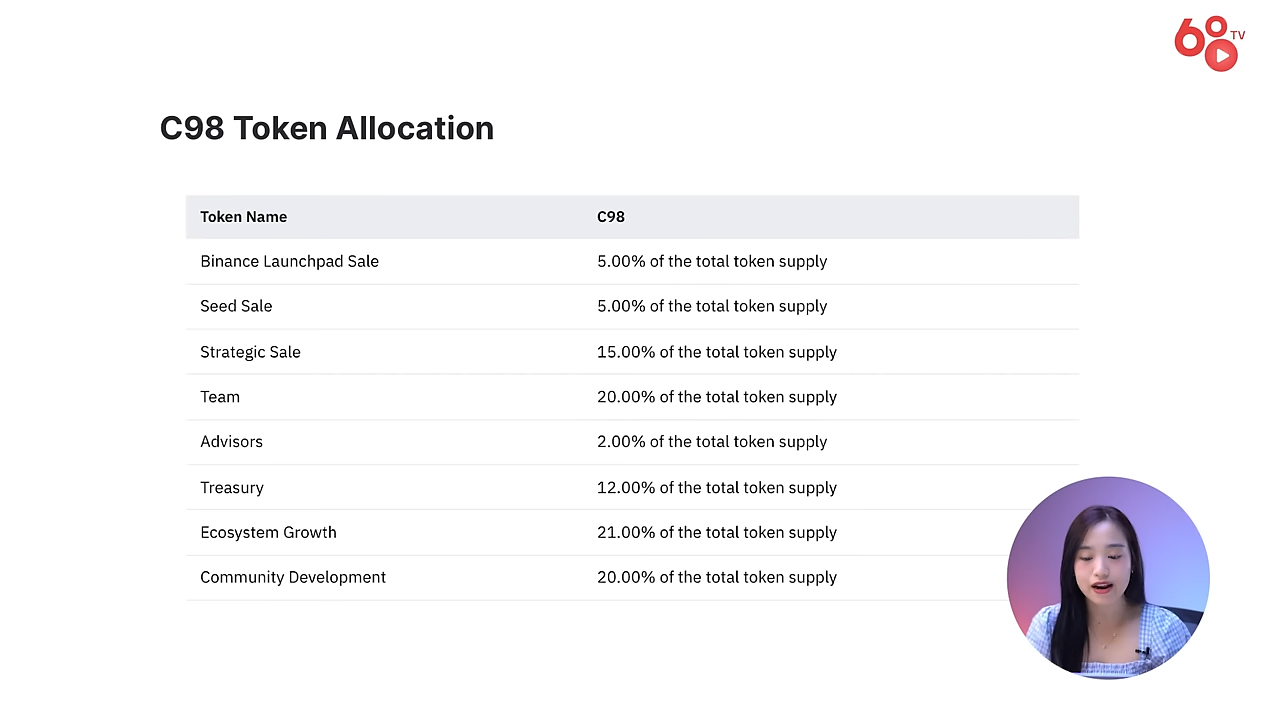 68 TV
C98 Token Allocation
Token Name C98
Binance Launchpad Sale 5.00% of the total token supply
Seed Sale 5.00% of the total token supply
Strategic Sale 15.00% of the total token supply
Team 20.00% of the total token supply
Advisors 2.00% of the total token supply
Treasury 12.00% of the total token supply
Ecosystem Growth 21.00% of the total token supply
Community Development 20.00% of the total token supply